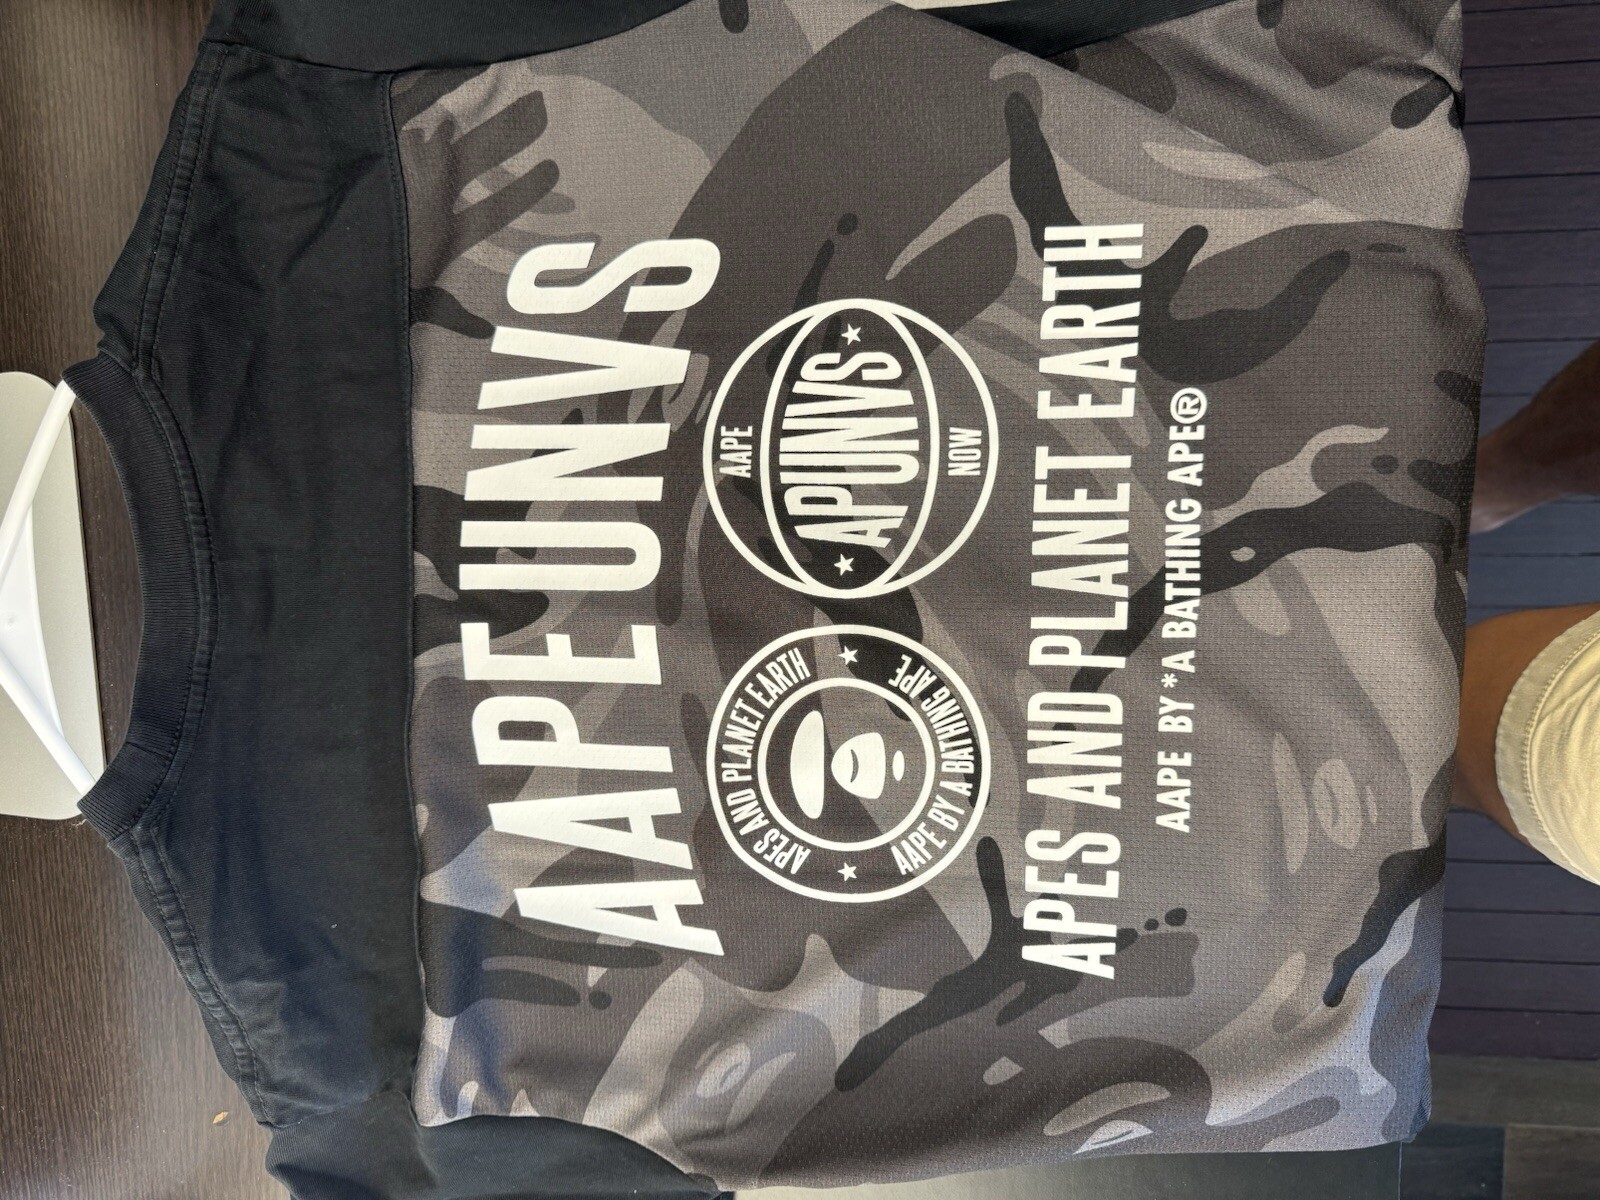 AAPEUNVS
APES AND PLANET EARTH
AAPE BY A BATHING APE
AAPE
APUNVS
NOW
APES AND PLANET EARTH
AAPE BY *A BATHING APE®